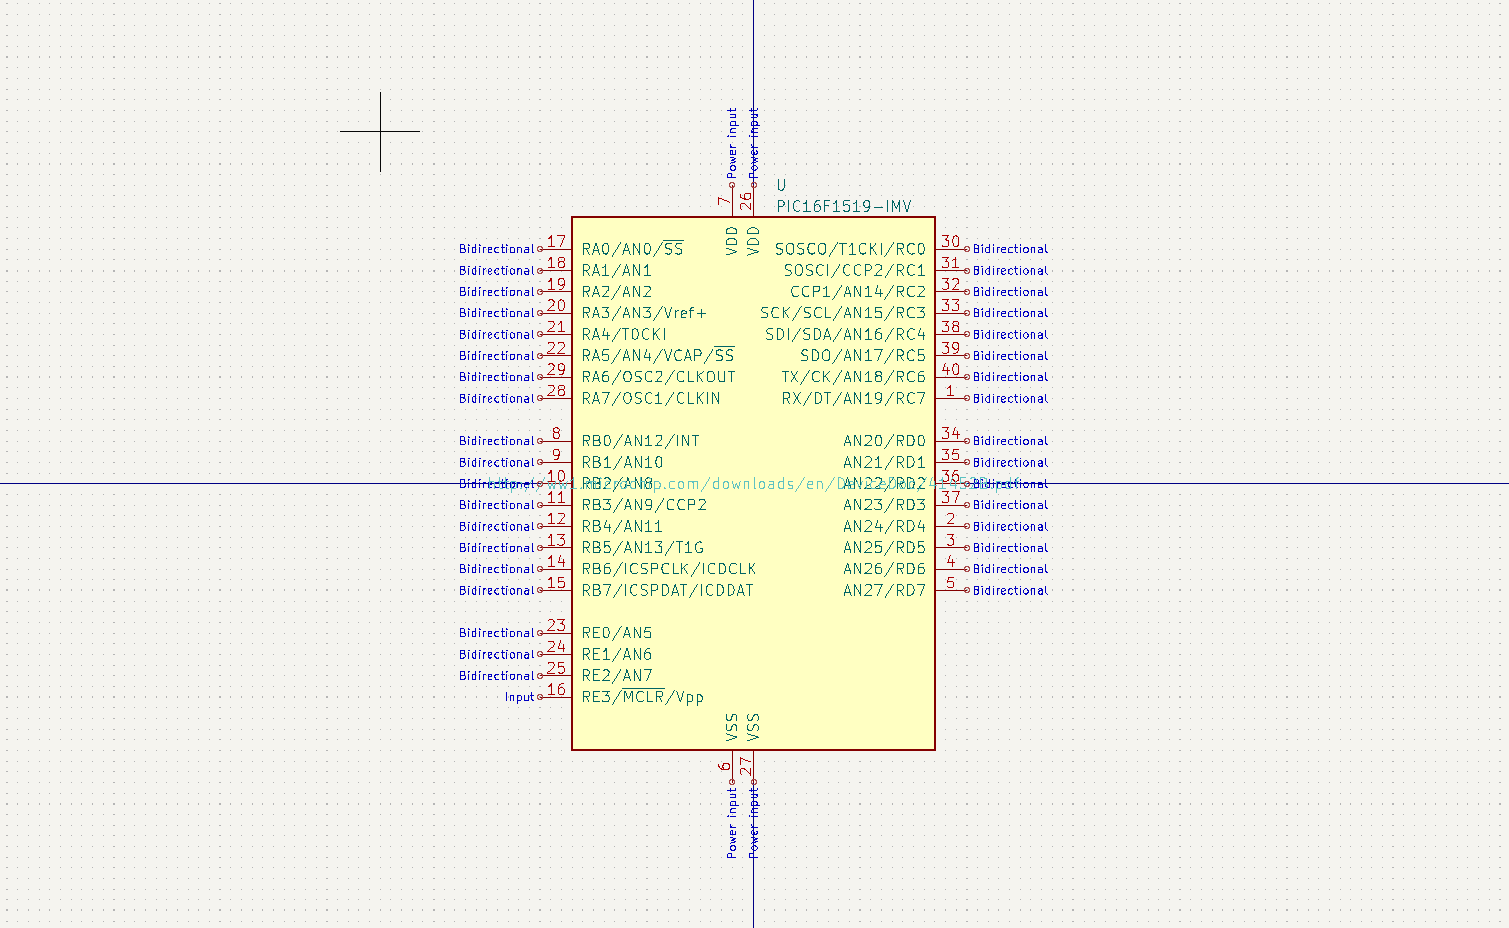 Power input Power input
7 26
U
PIC16F1519-IMV
VDD VDD
Bidirectional 17 RA0/AN0/SS SOSCO/T1CKI/RC0 30 Bidirectional
Bidirectional 18 RA1/AN1 SOSCI/CCP2/RC1 31 Bidirectional
Bidirectional 19 RA2/AN2 CCP1/AN14/RC2 32 Bidirectional
Bidirectional 20 RA3/AN3/Vref+ SCK/SCL/AN15/RC3 33 Bidirectional
Bidirectional 21 RA4/T0CKI SDI/SDA/AN16/RC4 38 Bidirectional
Bidirectional 22 RA5/AN4/VCAP/SS SDO/AN17/RC5 39 Bidirectional
Bidirectional 29 RA6/OSC2/CLKOUT TX/CK/AN18/RC6 40 Bidirectional
Bidirectional 28 RA7/OSC1/CLKIN RX/DT/AN19/RC7 1 Bidirectional
Bidirectional 8 RB0/AN12/INT AN20/RD0 34 Bidirectional
Bidirectional 9 RB1/AN10 AN21/RD1 35 Bidirectional
Bidirectional 10 RB2/AN8 AN22/RD2 36 Bidirectional
Bidirectional 11 RB3/AN9/CCP2 AN23/RD3 37 Bidirectional
Bidirectional 12 RB4/AN11 AN24/RD4 2 Bidirectional
Bidirectional 13 RB5/AN13/T1G AN25/RD5 3 Bidirectional
Bidirectional 14 RB6/ICSPCLK/ICDCLK AN26/RD6 4 Bidirectional
Bidirectional 15 RB7/ICSPDAT/ICDDAT AN27/RD7 5 Bidirectional
Bidirectional 23 RE0/AN5
Bidirectional 24 RE1/AN6
Bidirectional 25 RE2/AN7
Input 16 RE3/MCLR/Vpp
VSS VSS
6 27
Power input Power input